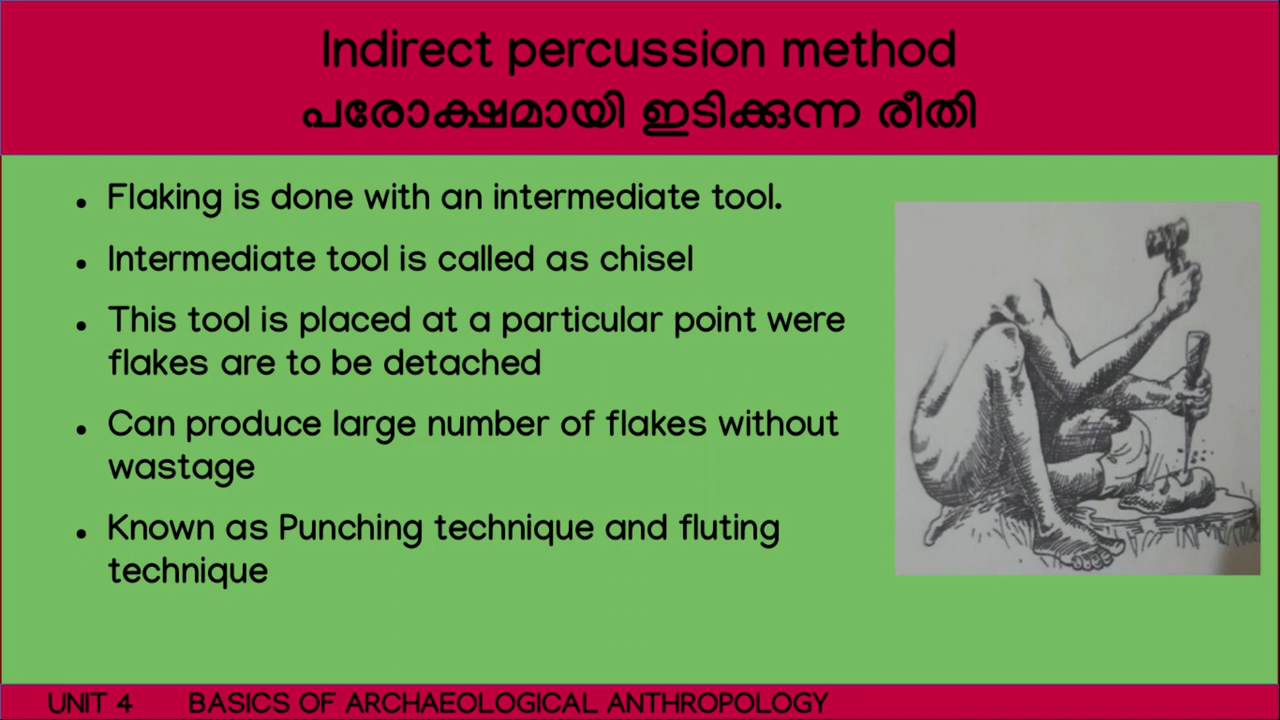 Indirect percussion method
പരോക്ഷമായി ഇടിക്കുന്ന രീതി
• Flaking is done with an intermediate tool.
• Intermediate tool is called as chisel
• This tool is placed at a particular point were
flakes are to be detached
• Can produce large number of flakes without
wastage
• Known as Punching technique and fluting
technique
UNIT 4 BASICS OF ARCHAEOLOGICAL ANTHROPOLOGY